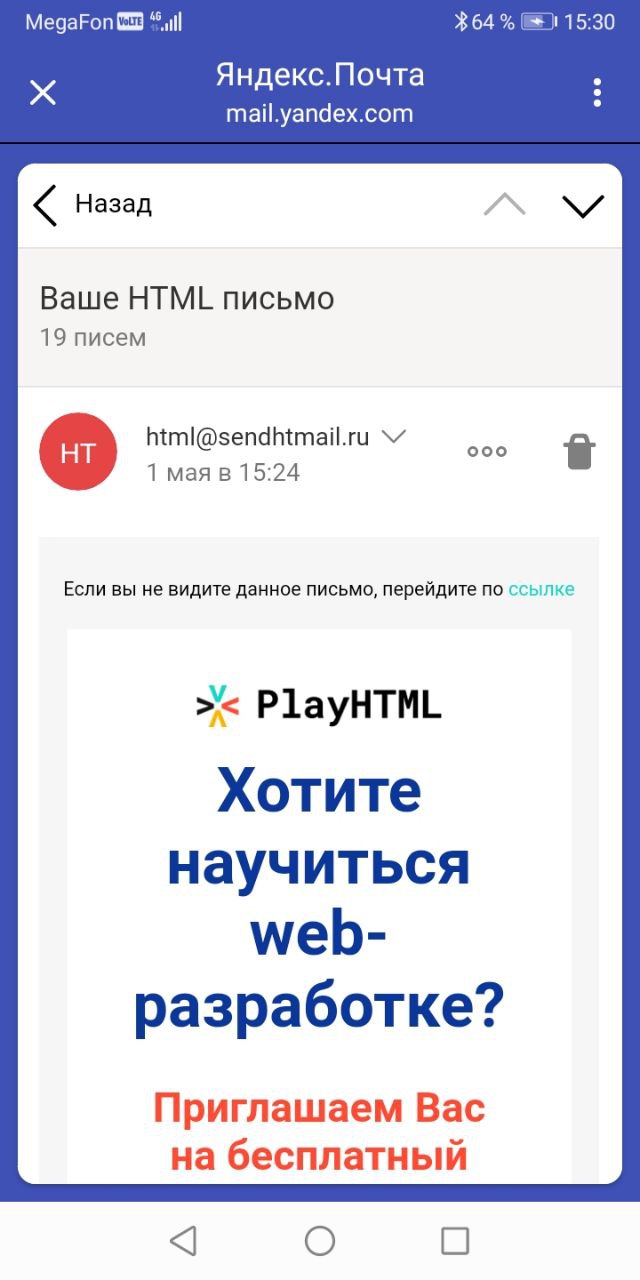 MegaFon VoLTE 4G 64 % 15:30
Яндекс.Почта
mail.yandex.com
Назад
Ваше HTML письмо
19 писем
НТ
html@sendhtmail.ru
1 мая в 15:24
Если вы не видите данное письмо, перейдите по ссылке
PlayHTML
Хотите
научиться
web-
разработке?
Приглашаем Вас
на бесплатный